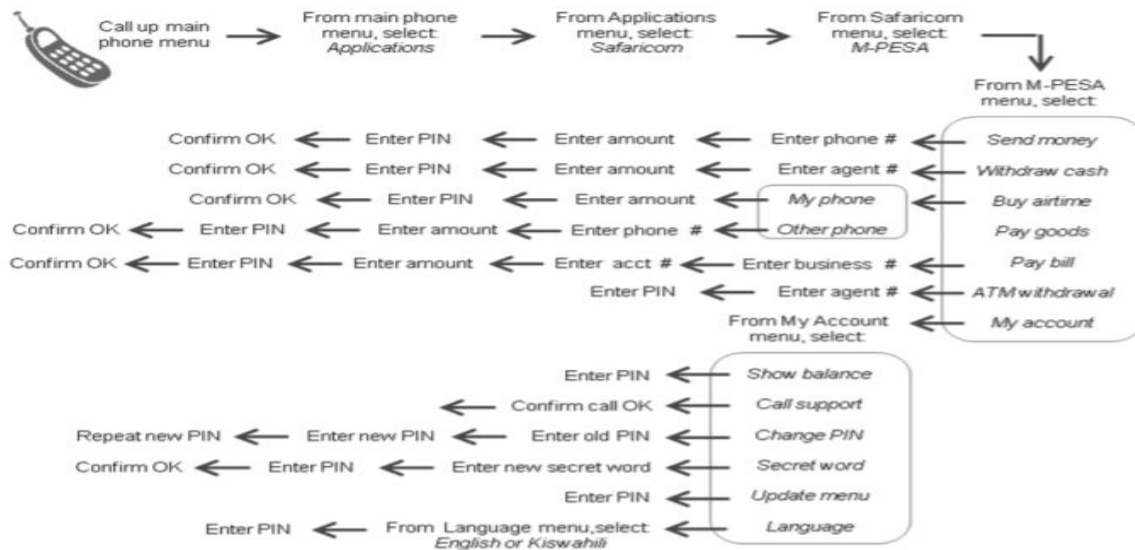 Call up main
phone menu
From main phone
menu, select:
Applications
From Applications
menu, select:
Safaricom
From Safaricom
menu, select:
M-PESA
From M-PESA
menu, select:
Confirm OK Enter PIN Enter amount Enter phone # Send money
Confirm OK Enter PIN Enter amount Enter agent # Withdraw cash
Confirm OK Enter PIN Enter amount My phone Buy airtime
Confirm OK Enter PIN Enter amount Enter phone # Other phone Pay goods
Confirm OK Enter PIN Enter amount Enter acct # Enter business # Pay bill
Enter PIN Enter agent # ATM withdrawal
From My Account
menu, select:
My account
Enter PIN Show balance
Confirm call OK Call support
Repeat new PIN Enter new PIN Enter old PIN Change PIN
Confirm OK Enter PIN Enter new secret word Secret word
Enter PIN Update menu
Enter PIN From Language menu,select: Language
English or Kiswahili